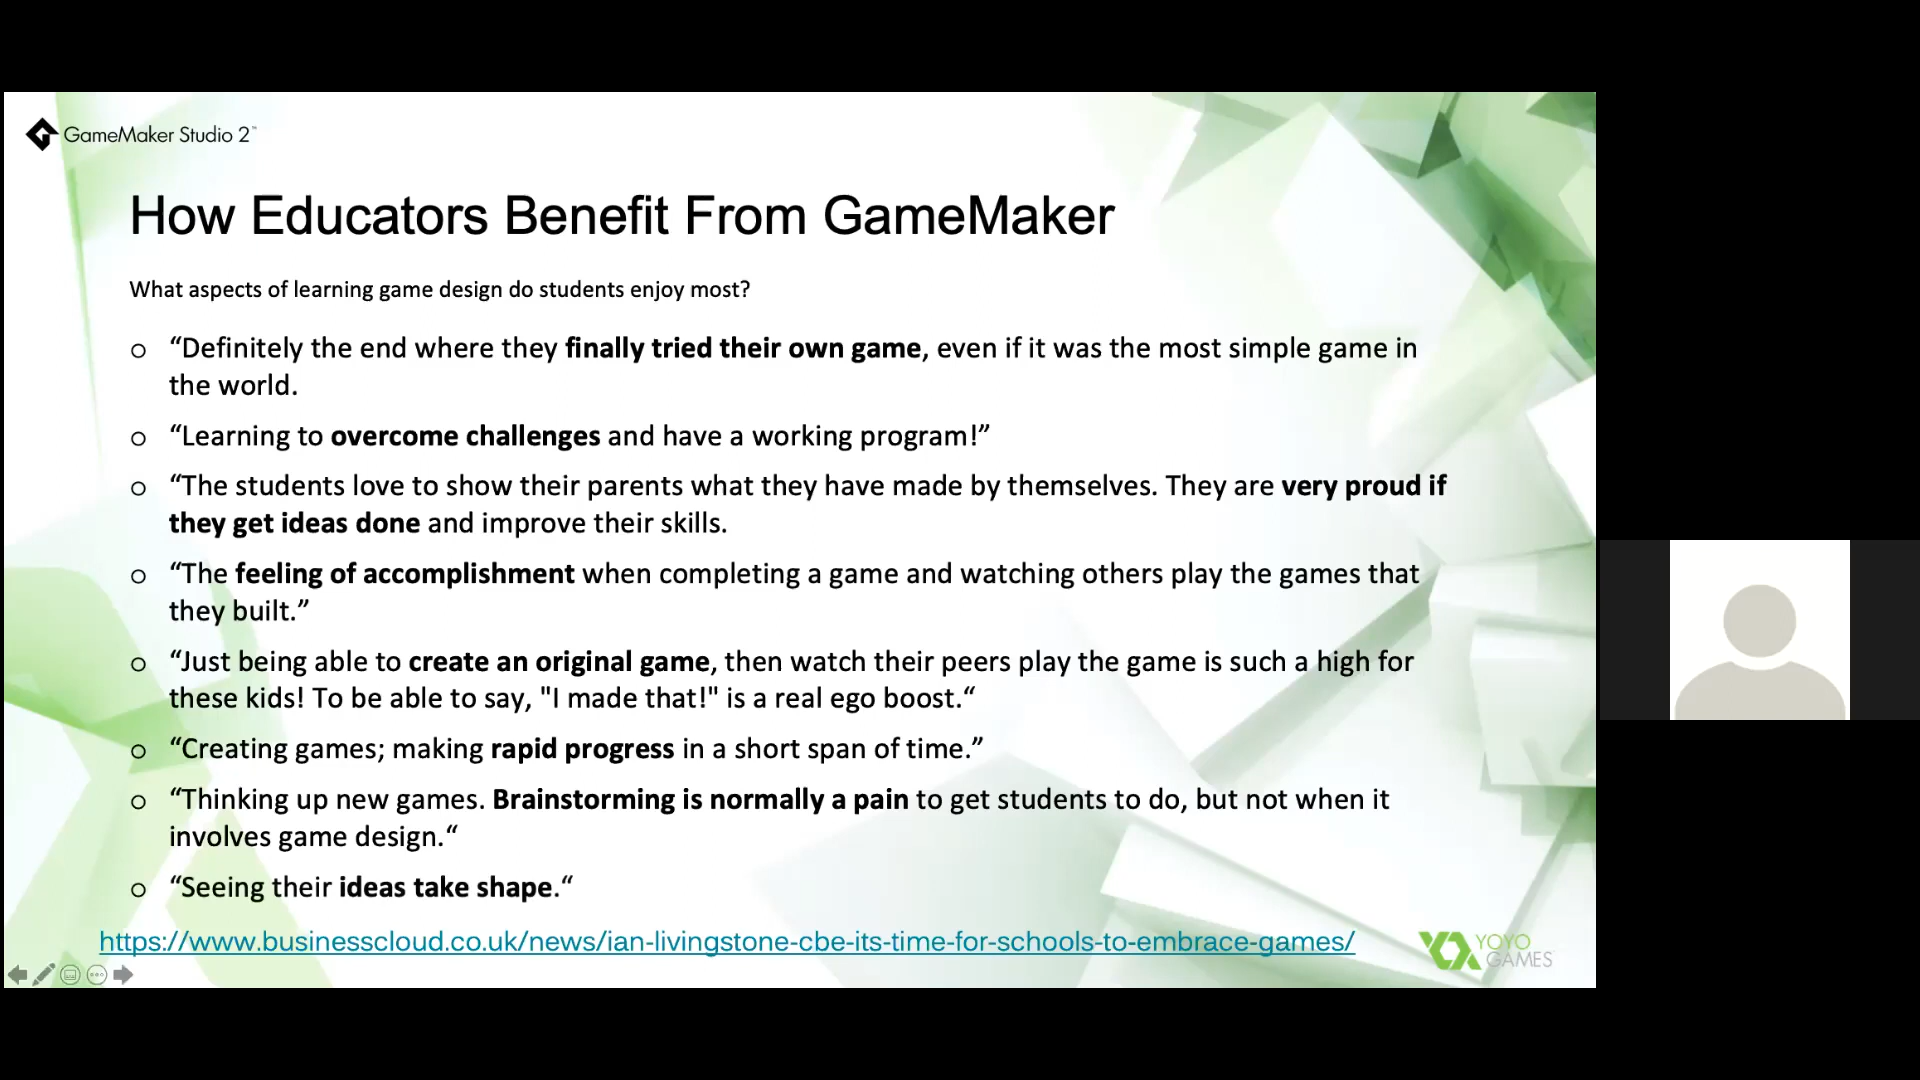 GameMaker Studio 2™
How Educators Benefit From GameMaker
What aspects of learning game design do students enjoy most?
o “Definitely the end where they finally tried their own game, even if it was the most simple game in
the world.
o “Learning to overcome challenges and have a working program!”
o “The students love to show their parents what they have made by themselves. They are very proud if
they get ideas done and improve their skills.
o “The feeling of accomplishment when completing a game and watching others play the games that
they built.”
o “Just being able to create an original game, then watch their peers play the game is such a high for
these kids! To be able to say, "I made that!" is a real ego boost.“
o “Creating games; making rapid progress in a short span of time.”
o “Thinking up new games. Brainstorming is normally a pain to get students to do, but not when it
involves game design.“
o “Seeing their ideas take shape.“
https://www.businesscloud.co.uk/news/ian-livingstone-cbe-its-time-for-schools-to-embrace-games/
YOYO
GAMES